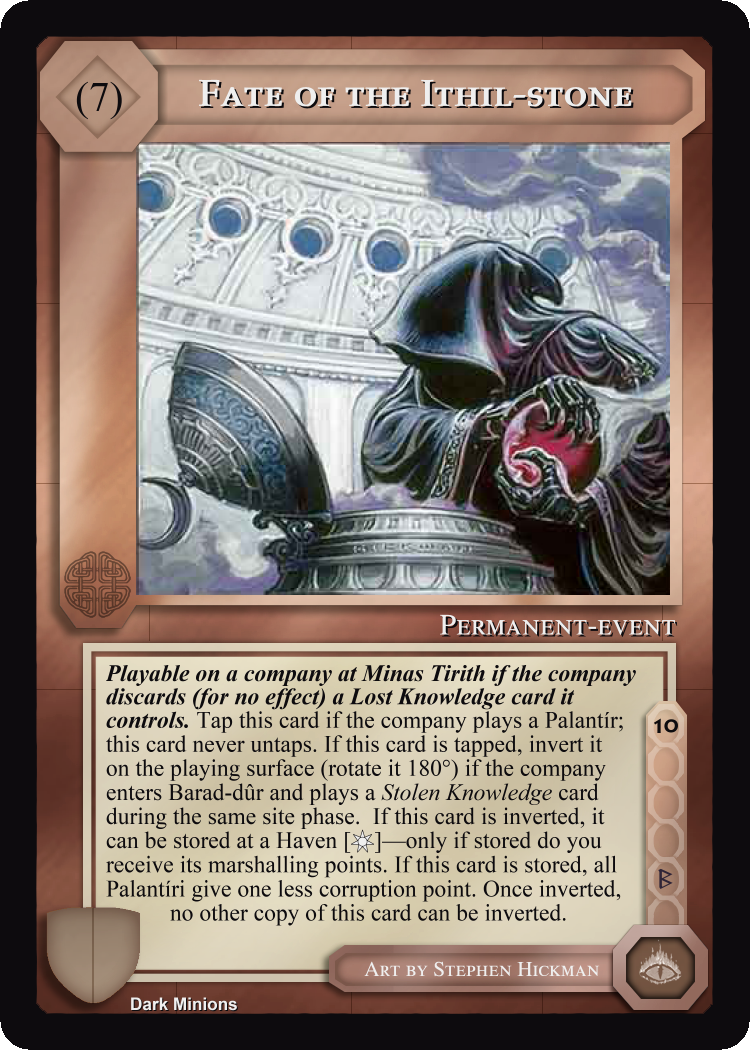 (7)
Fate of the Ithil-stone
Permanent-event
Playable on a company at Minas Tirith if the company
discards (for no effect) a Lost Knowledge card it
controls. Tap this card if the company plays a Palantír;
this card never untaps. If this card is tapped, invert it
on the playing surface (rotate it 180°) if the company
enters Barad-dûr and plays a Stolen Knowledge card
during the same site phase. If this card is inverted, it
can be stored at a Haven []—only if stored do you
receive its marshalling points. If this card is stored, all
Palantíri give one less corruption point. Once inverted,
no other copy of this card can be inverted.
10
ᛒ
Art by Stephen Hickman
Dark Minions